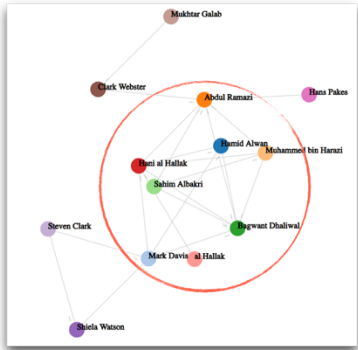 Mukhtar Galab
Clark Webster
Abdul Ramazi
Hans Pakes
Hamid Alwan
Muhammed bin Harazi
Hani al Hallak
Sahim Albakri
Bagwant Dhaliwal
Steven Clark
Mark Davis
al Hallak
Shiela Watson